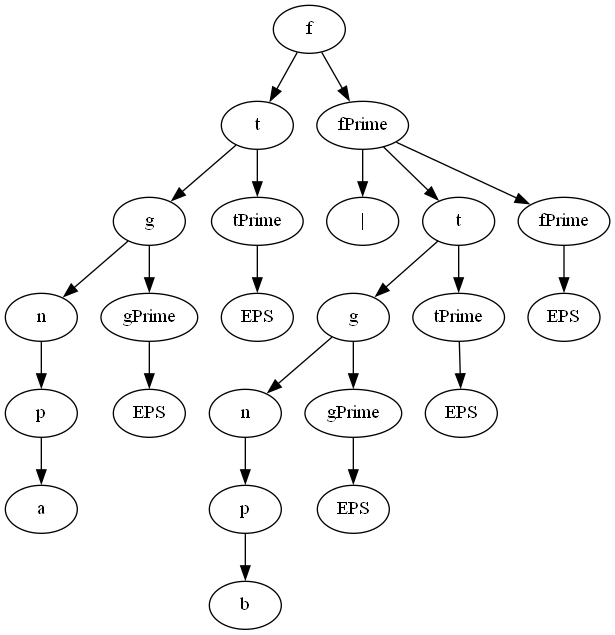 f
t fPrime
g tPrime | t fPrime
n gPrime EPS g tPrime EPS
p EPS n gPrime EPS
a p EPS
b